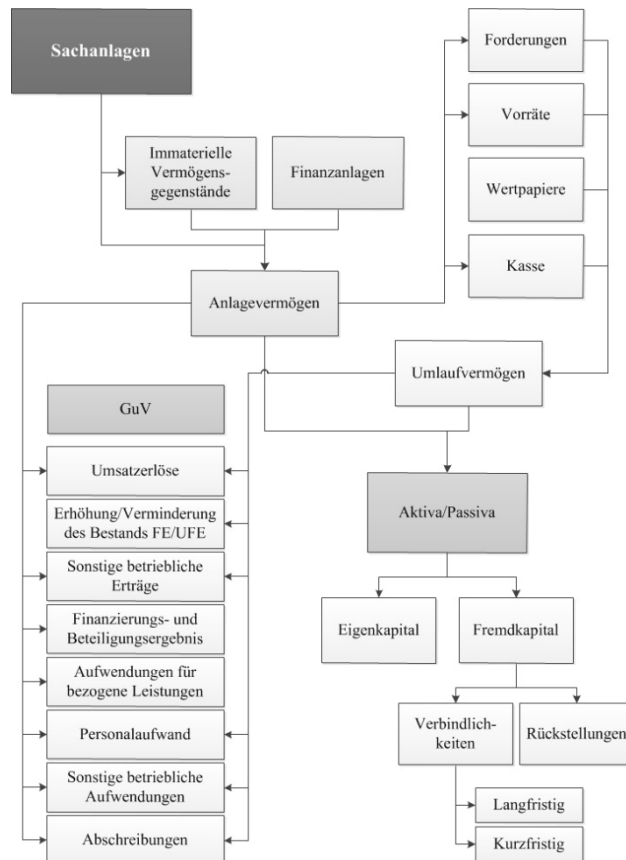 Sachanlagen
Forderungen
Vorräte
Immaterielle
Vermögens-
gegenstände
Finanzanlagen
Wertpapiere
Kasse
Anlagevermögen
Umlaufvermögen
GuV
Umsatzerlöse
Erhöhung/Verminderung
des Bestands FE/UFE
Sonstige betriebliche
Erträge
Finanzierungs- und
Beteiligungsergebnis
Aufwendungen für
bezogene Leistungen
Personalaufwand
Sonstige betriebliche
Aufwendungen
Abschreibungen
Aktiva/Passiva
Eigenkapital
Fremdkapital
Verbindlich-
keiten
Rückstellungen
Langfristig
Kurzfristig